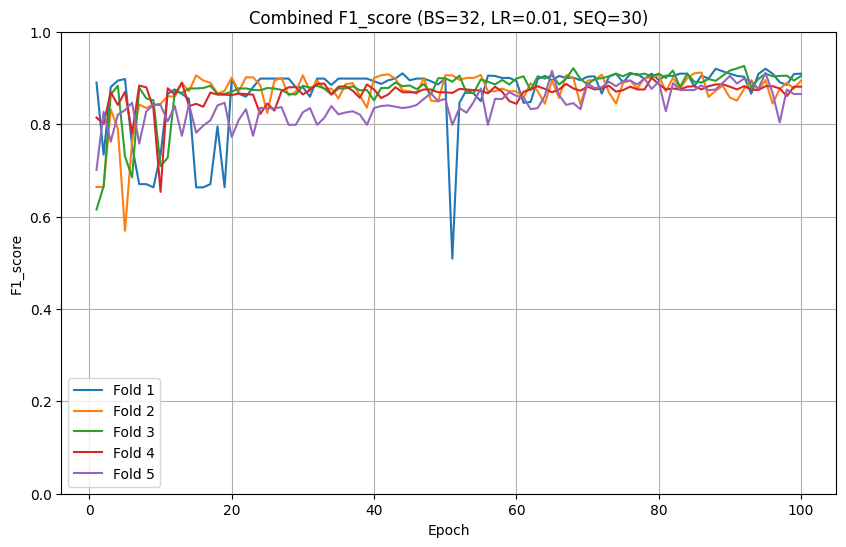 Combined F1_score (BS=32, LR=0.01, SEQ=30)
1.0
0.8
0.6
0.4
0.2
0.0
F1_score
Fold 1
Fold 2
Fold 3
Fold 4
Fold 5
0 20 40 60 80 100
Epoch